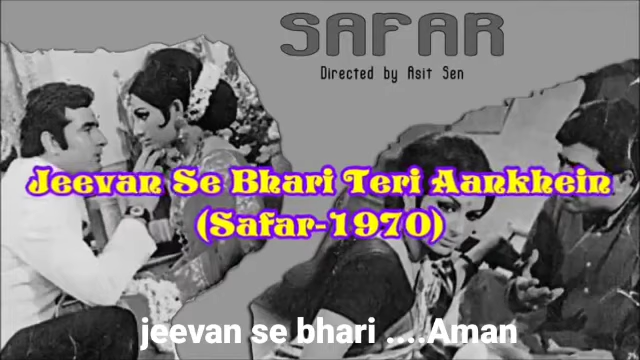 SAFAR
Directed by Asit Sen
Jeevan Se Bhari Teri Aankhein
(Safar-1970)
jeevan se bhari ....Aman